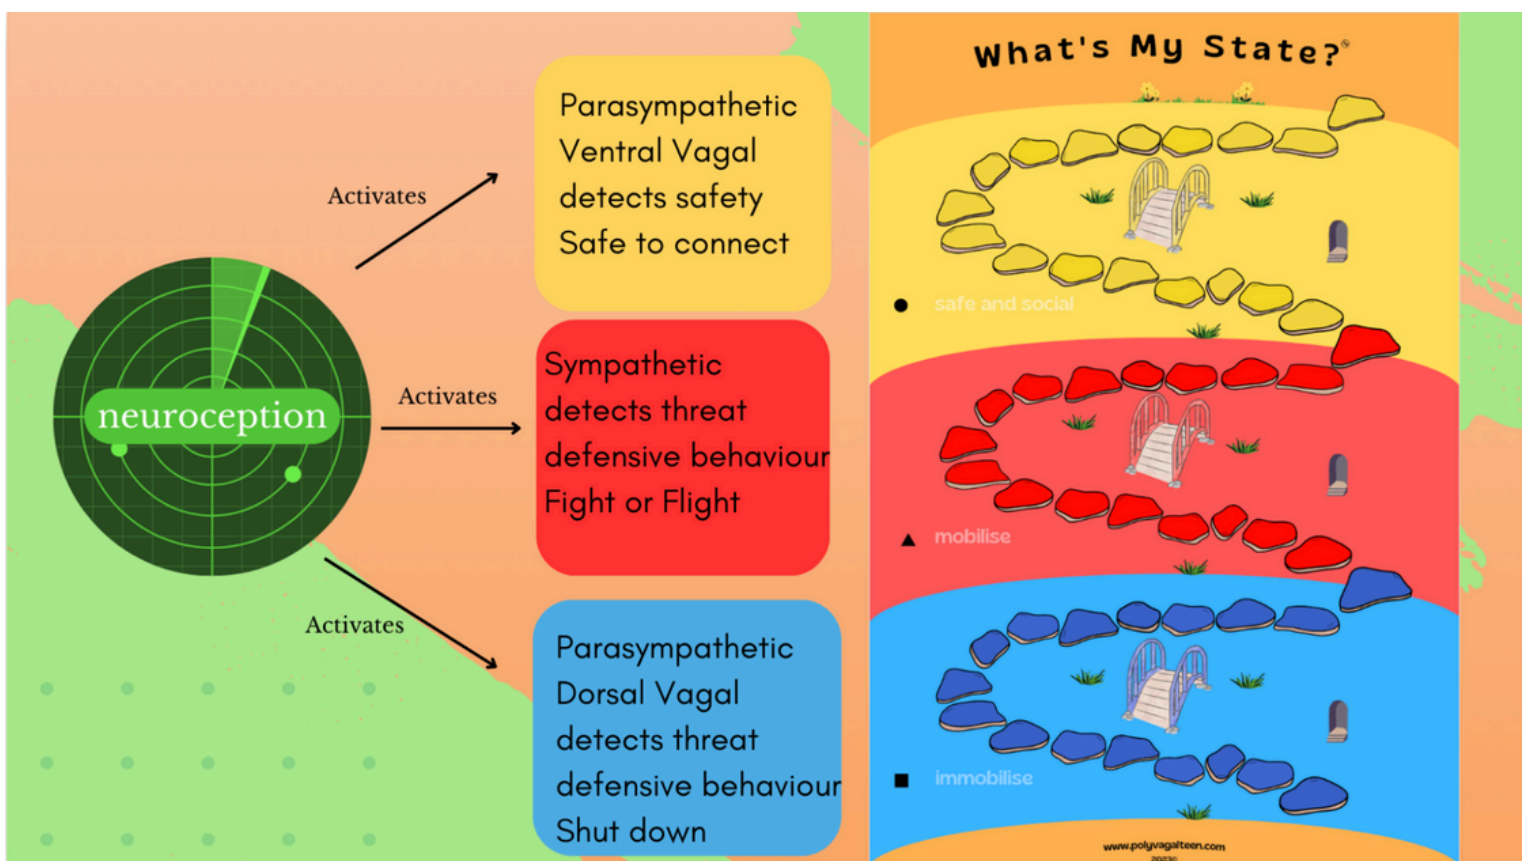 Activates
Activates
Activates
neuroception
Parasympathetic
Ventral Vagal
detects safety
Safe to connect
Sympathetic
detects threat
defensive behaviour
Fight or Flight
Parasympathetic
Dorsal Vagal
detects threat
defensive behaviour
Shut down
What's My State?
safe and social
mobilise
immobilise
www.polyvagalteen.com
2023©